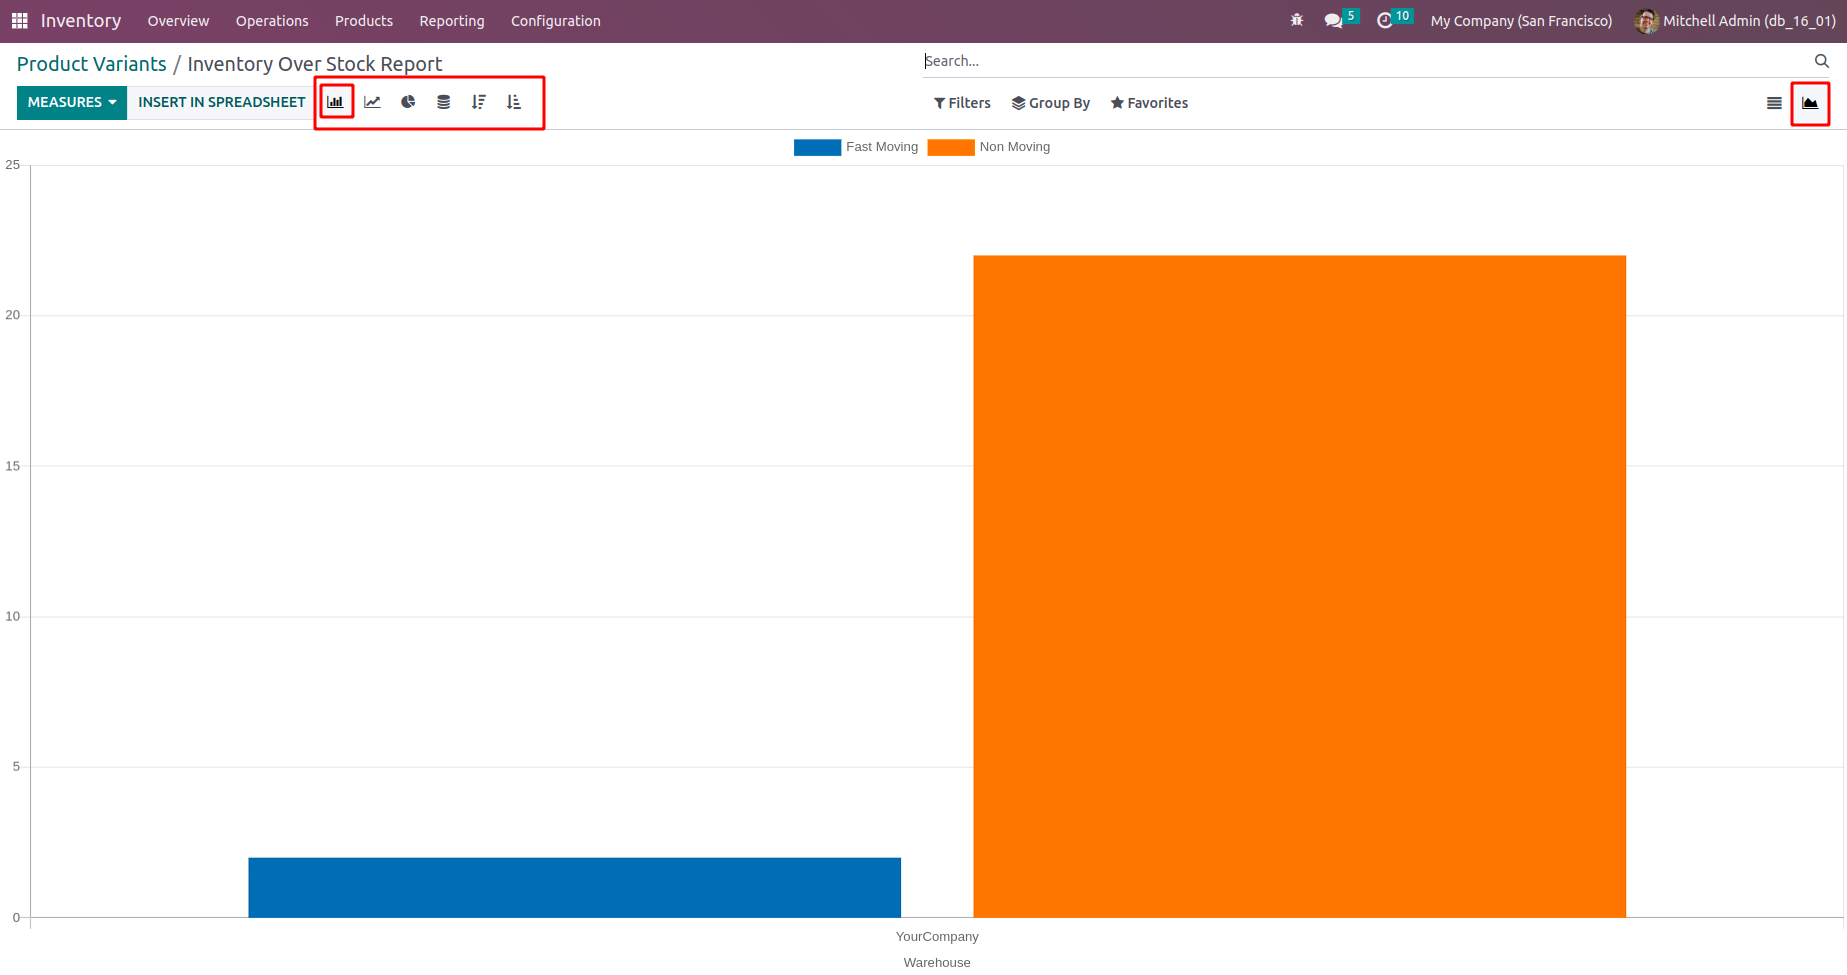 Inventory Overview Operations Products Reporting Configuration 5 10 My Company (San Francisco) Mitchell Admin (db_16_01)
Product Variants / Inventory Over Stock Report Search...
MEASURES INSERT IN SPREADSHEET Filters Group By Favorites
Fast Moving Non Moving
25
20
15
10
5
0
YourCompany
Warehouse